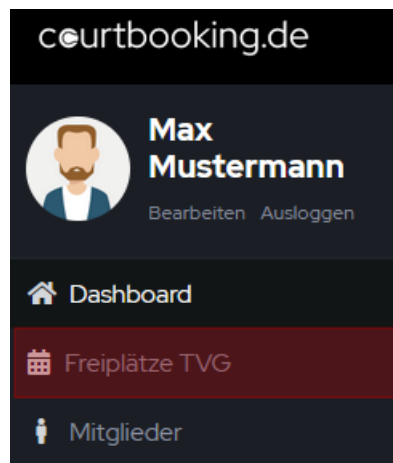 courtbooking.de
Max
Mustermann
Bearbeiten Ausloggen
Dashboard
Freiplätze TVG
Mitglieder